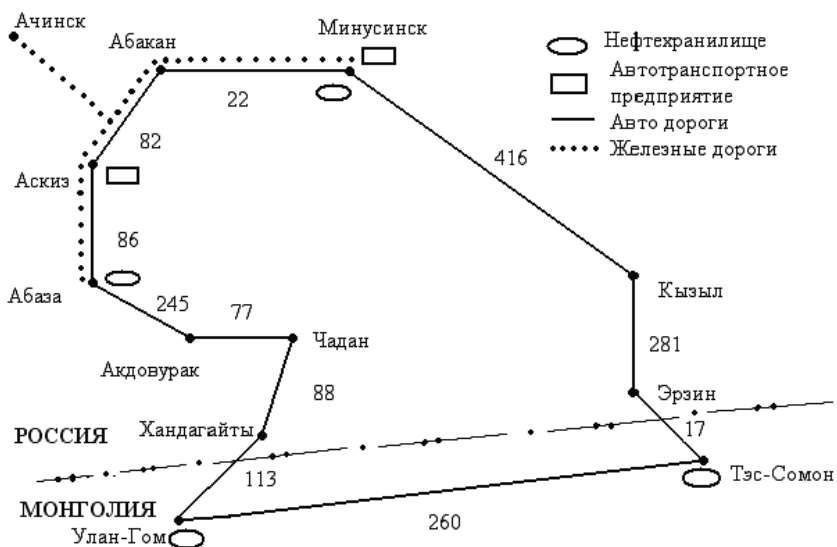 Ачинск
Абакан
Минусинск
Нефтехранилище
Автотранспортное
предприятие
Авто дороги
Железные дороги
22
82
416
Аскиз
86
Абаза
245
77
Кызыл
Чадан
281
Акдовурак
88
Эрзин
Хандагайты
РОССИЯ
17
113
Тэс-Сомон
МОНГОЛИЯ
260
Улан-Гом